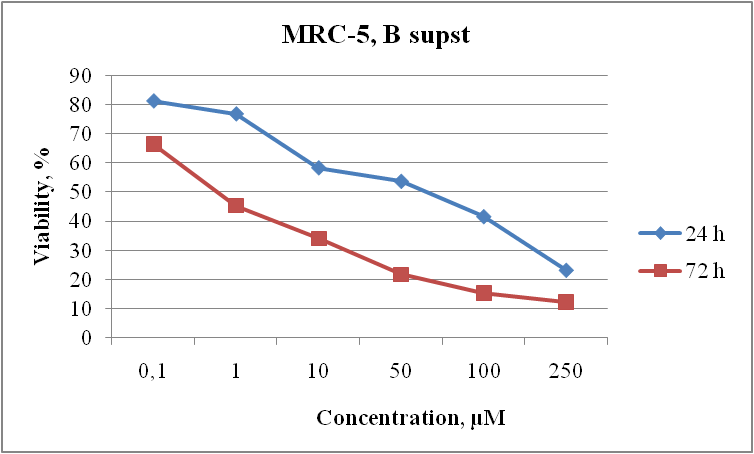 MRC-5, B supst
90
80
70
60
50
40
30
20
10
0
Viability, %
0,1 1 10 50 100 250
Concentration, µM
24 h
72 h